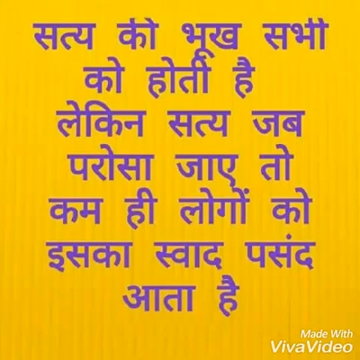 सत्य की भूख सभी
को होती है
लेकिन सत्य जब
परोसा जाए तो
कम ही लोगों को
इसका स्वाद पसंद
आता है
Made With
VivaVideo